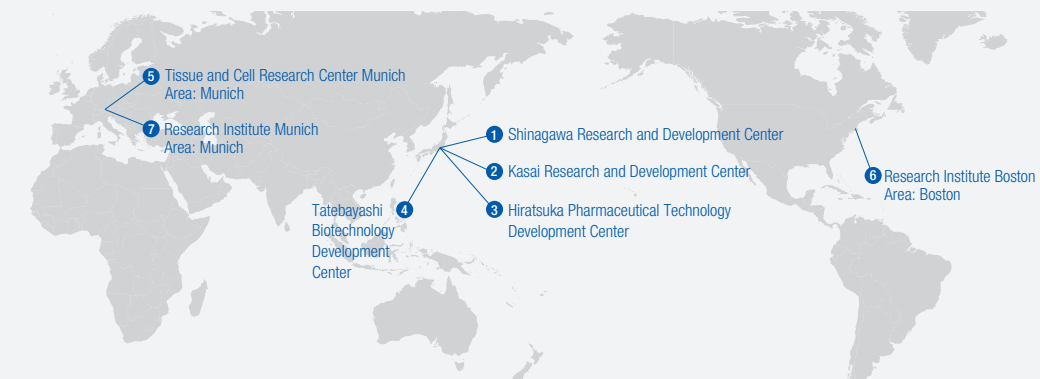 5 Tissue and Cell Research Center Munich
Area: Munich
7 Research Institute Munich
Area: Munich
1 Shinagawa Research and Development Center
2 Kasai Research and Development Center
3 Hiratsuka Pharmaceutical Technology
Development Center
Tatebayashi 4
Biotechnology
Development
Center
6 Research Institute Boston
Area: Boston